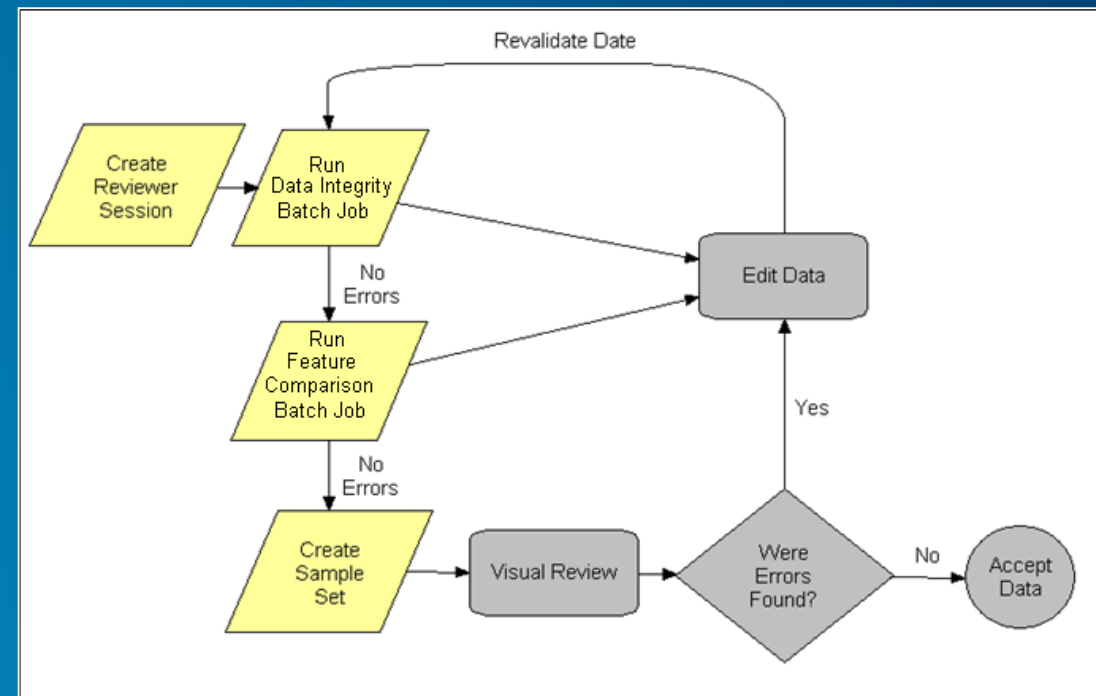 Revalidate Date
Create
Reviewer
Session
Run
Data Integrity
Batch Job
No
Errors
Edit Data
Run
Feature
Comparison
Batch Job
Yes
No
Errors
Create
Sample
Set
Visual Review
Were
Errors
Found?
No
Accept
Data